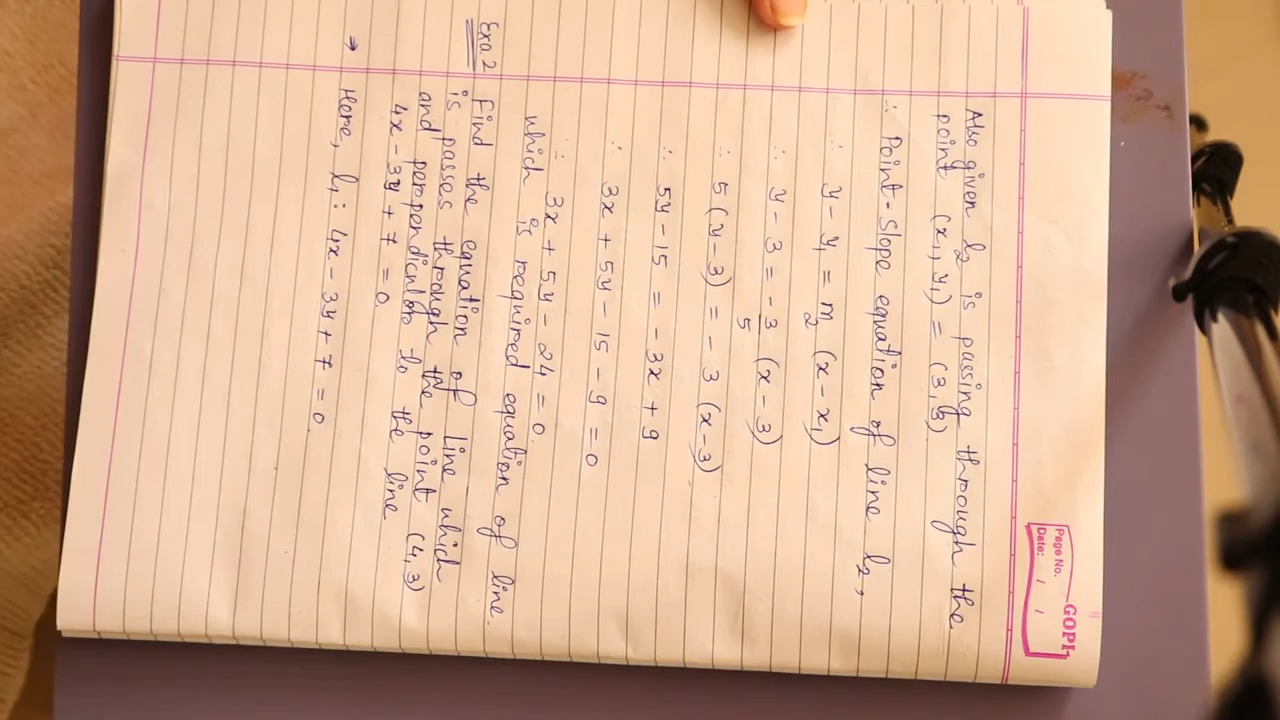 GOPI
Page No.
Date: / /
Also given l₂ is passing through the
point (x₁, y₁) = (3,3)
∴ Point-Slope equation of line l₂,
∴ y - y₁ = m₂ (x - x₁)
∴ y - 3 = -3/5 (x - 3)
∴ 5 (y - 3) = - 3 (x - 3)
∴ 5y - 15 = - 3x + 9
∴ 3x + 5y - 15 - 9 = 0
∴ 3x + 5y - 24 = 0.
which is required equation of line.
Exa 2 Find the equation of line which
is passes through the point (4,3)
and perpendicular to the line
4x - 3y + 7 = 0.
→ Here, l₁: 4x - 3y + 7 = 0.